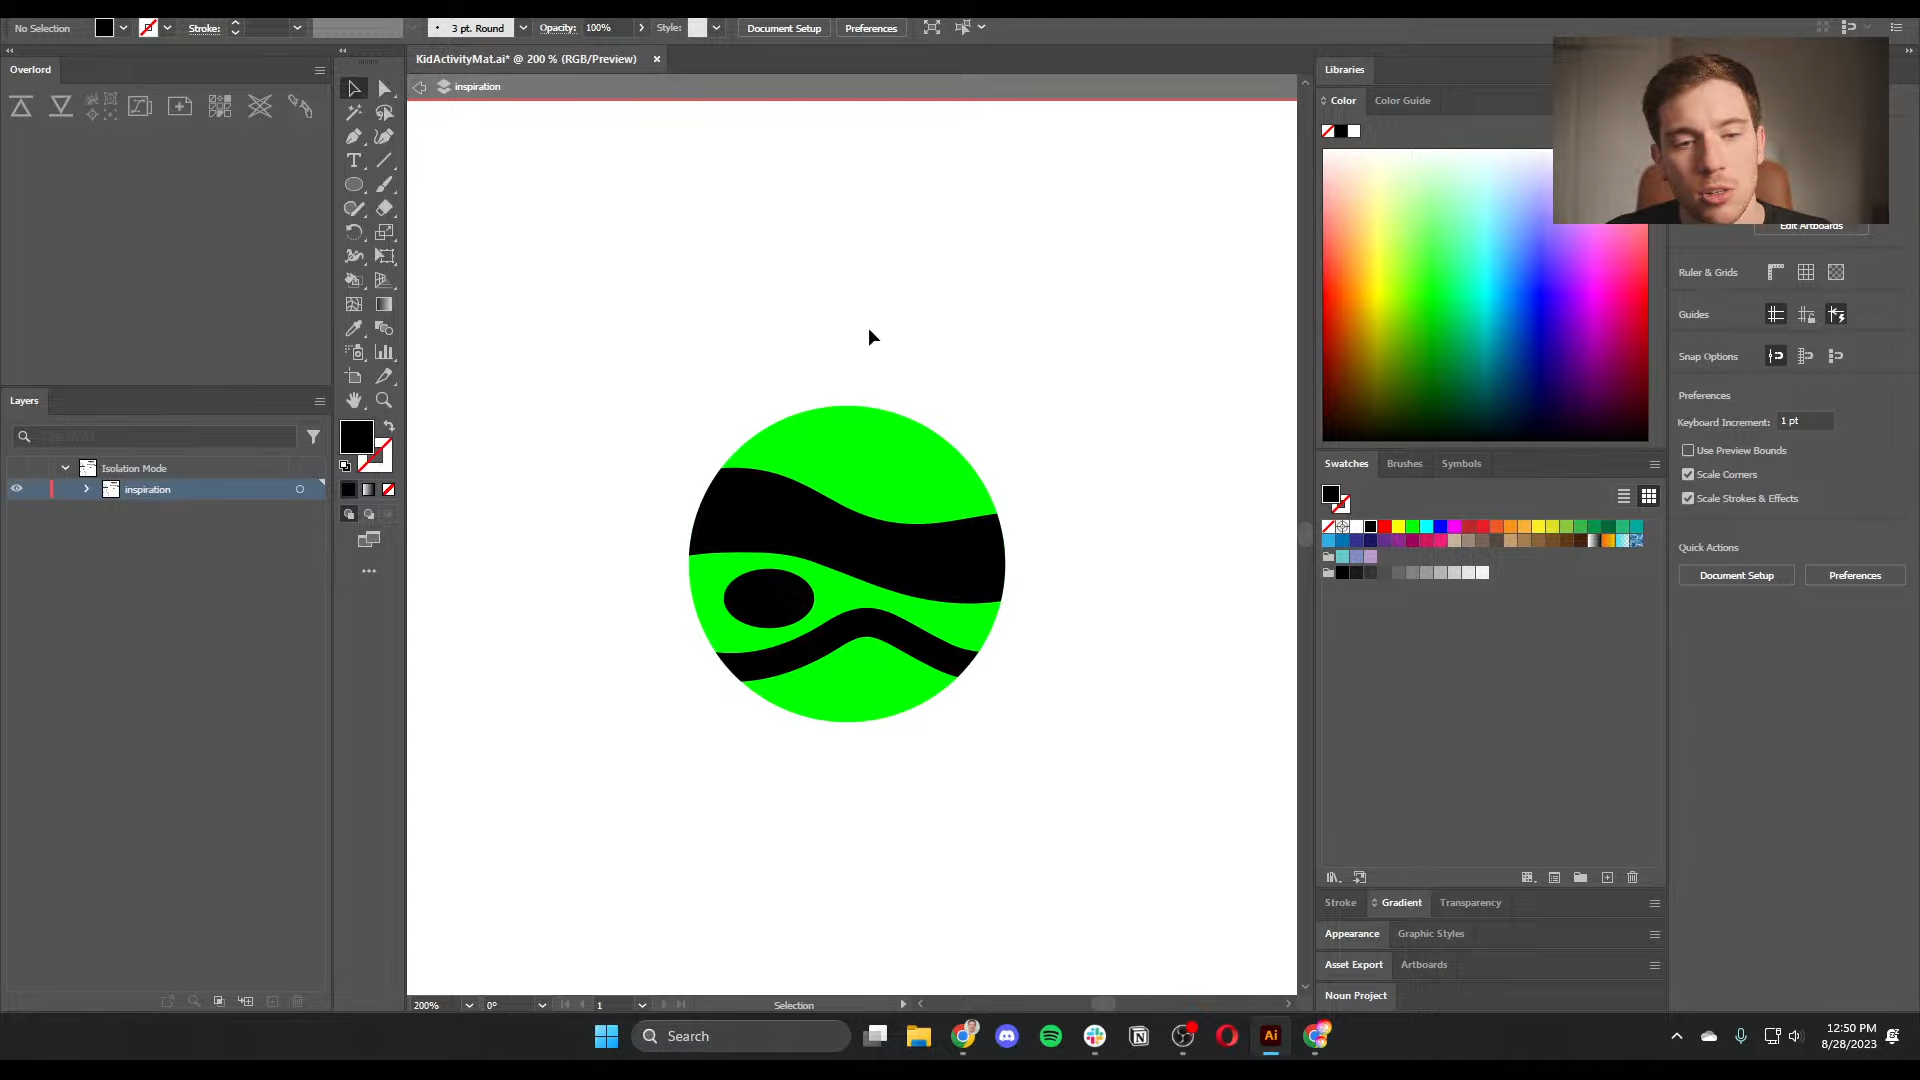 No Selection
Stroke:
3 pt. Round
Opacity: 100%
Style:
Document Setup
Preferences
Overlord
KidActivityMat.ai* @ 200 % (RGB/Preview)
inspiration
Libraries
Color
Color Guide
Edit Artboards
Ruler & Grids
Guides
Snap Options
Preferences
Keyboard Increment: 1 pt
Use Preview Bounds
Scale Corners
Scale Strokes & Effects
Quick Actions
Document Setup
Preferences
Layers
Isolation Mode
inspiration
Swatches
Brushes
Symbols
Stroke
Gradient
Transparency
Appearance
Graphic Styles
Asset Export
Artboards
Noun Project
200%
0°
1
Selection
Search
Ai
12:50 PM
8/28/2023